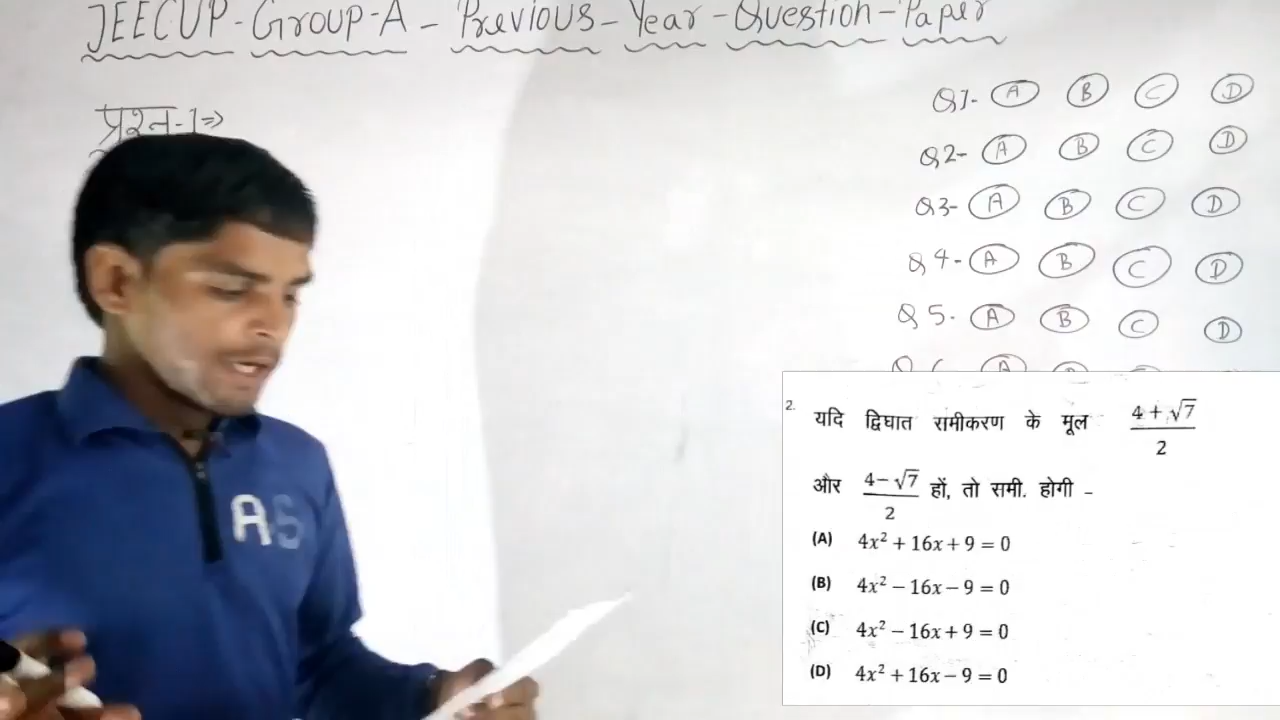 JEECUP-Group-A-Previous-Year-Question-Paper
प्रश्न-1⇒
Q1- A B C D
Q2- A B C D
Q3- A B C D
Q4- A B C D
Q5- A B C D
2. यदि द्विघात समीकरण के मूल (4+√7)/2
और (4-√7)/2 हों, तो समी. होगी -
(A) 4x² + 16x + 9 = 0
(B) 4x² - 16x - 9 = 0
(C) 4x² - 16x + 9 = 0
(D) 4x² + 16x - 9 = 0
AS